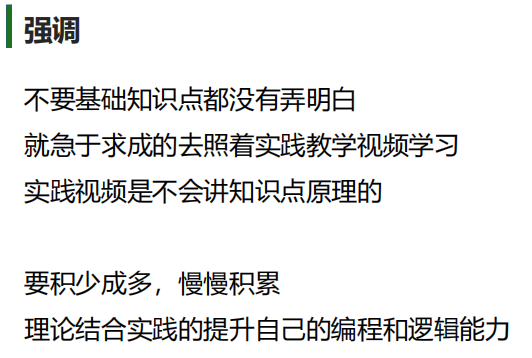 强调
不要基础知识点都没有弄明白
就急于求成的去照着实践教学视频学习
实践视频是不会讲知识点原理的
要积少成多，慢慢积累
理论结合实践的提升自己的编程和逻辑能力